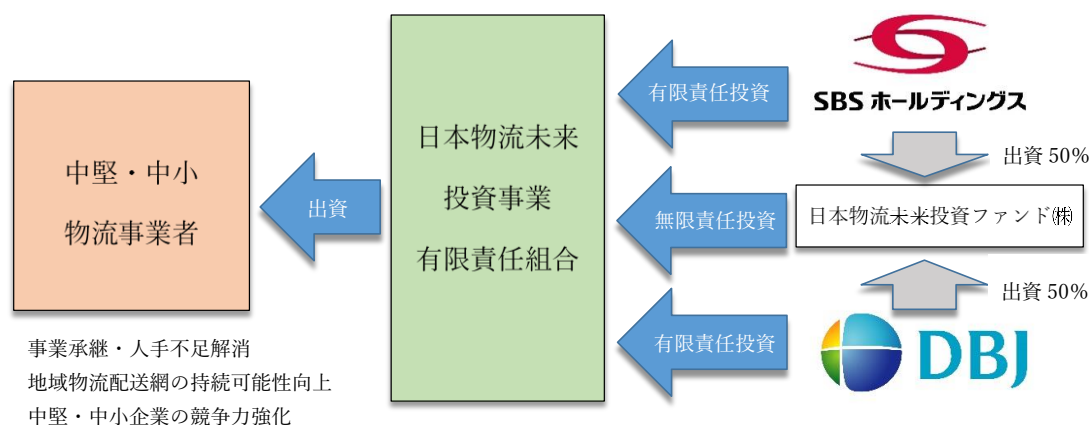 中堅・中小
物流事業者
事業承継・人手不足解消
地域物流配送網の持続可能性向上
中堅・中小企業の競争力強化
出資
日本物流未来
投資事業
有限責任組合
有限責任投資
無限責任投資
有限責任投資
SBS ホールディングス
出資 50%
日本物流未来投資ファンド㈱
出資 50%
DBJ